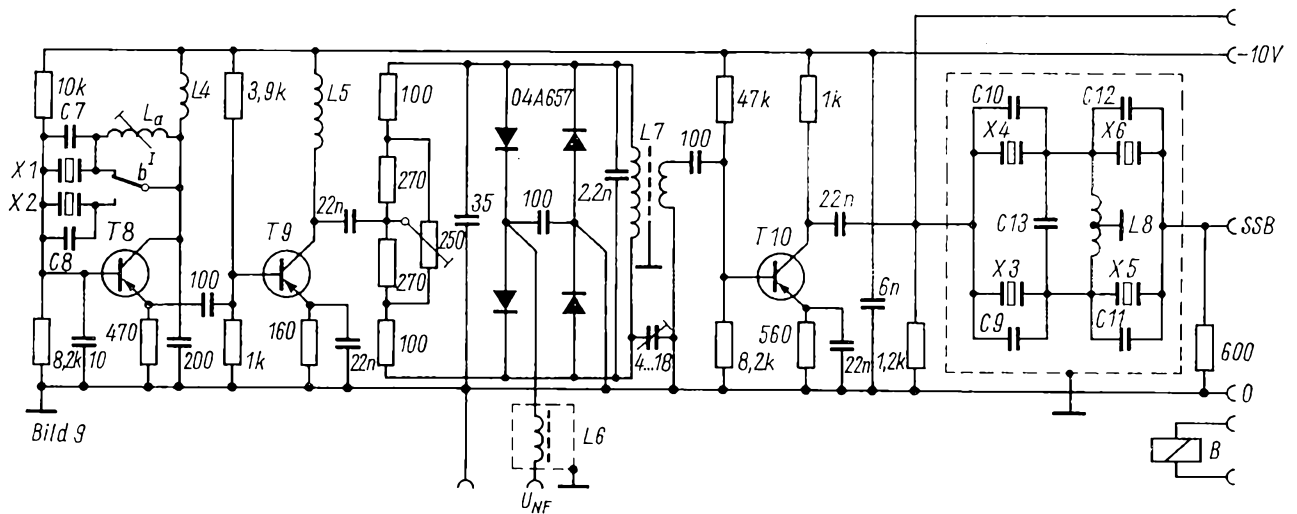 -10V
10k
L4
3,9k
L5
100
04A657
47k
1k
C10
C12
C7
La
X4
X6
I
L7
X1
b
270
2,2n
100
X2
22n
35
100
22n
C13
L8
SSB
T8
T9
250
T10
C8
270
X3
X5
100
6n
470
160
560
C9
C11
8,2k
10
200
1k
22n
100
4...18
8,2k
22n
1,2k
600
0
Bild 9
L6
B
UNF